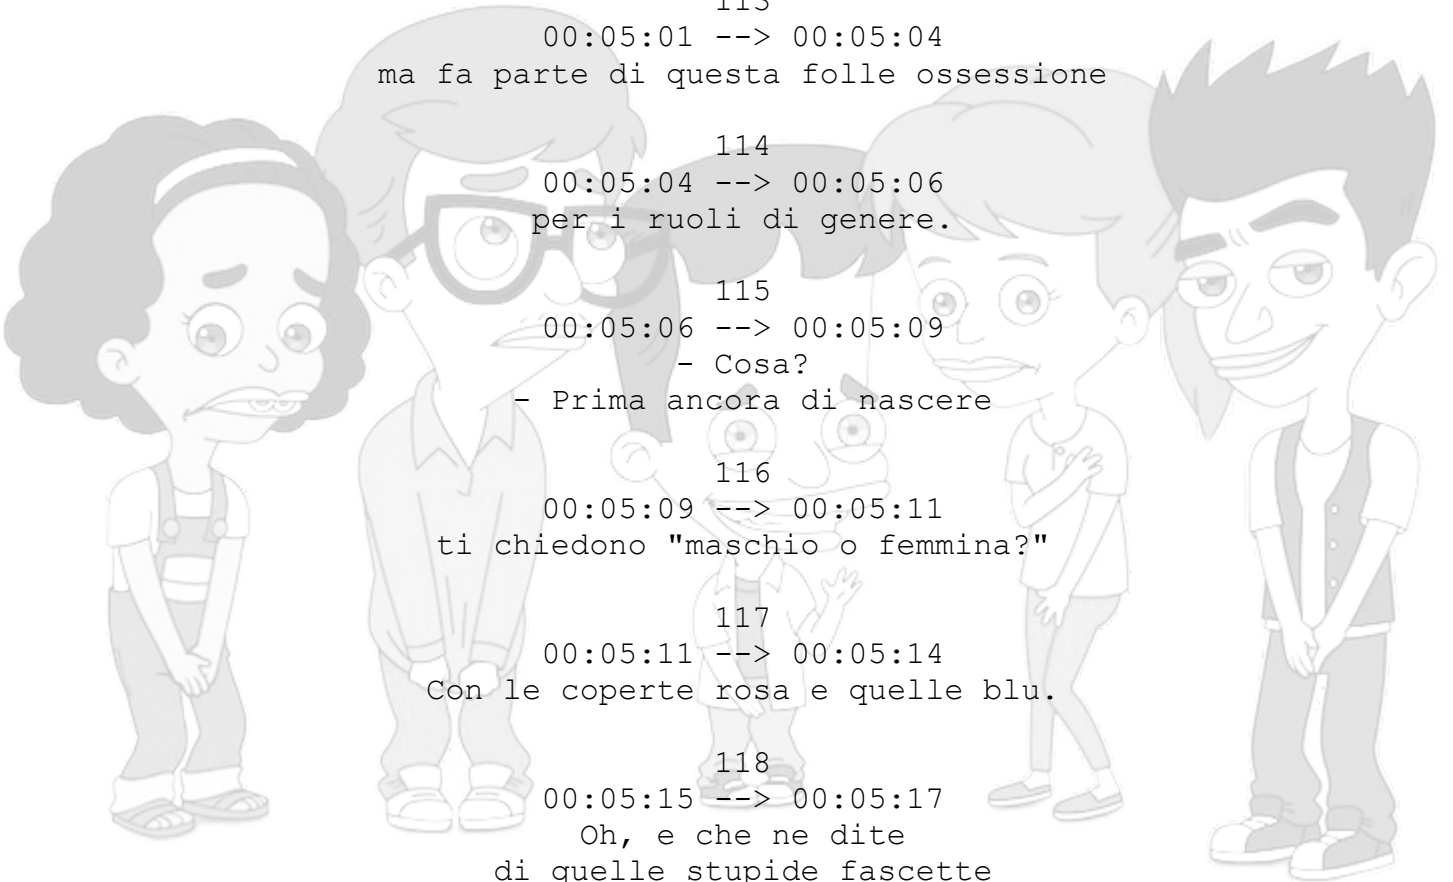 113
00:05:01 --> 00:05:04
ma fa parte di questa folle ossessione
114
00:05:04 --> 00:05:06
per i ruoli di genere.
115
00:05:06 --> 00:05:09
- Cosa?
- Prima ancora di nascere
116
00:05:09 --> 00:05:11
ti chiedono "maschio o femmina?"
117
00:05:11 --> 00:05:14
Con le coperte rosa e quelle blu.
118
00:05:15 --> 00:05:17
Oh, e che ne dite
di quelle stupide fascette